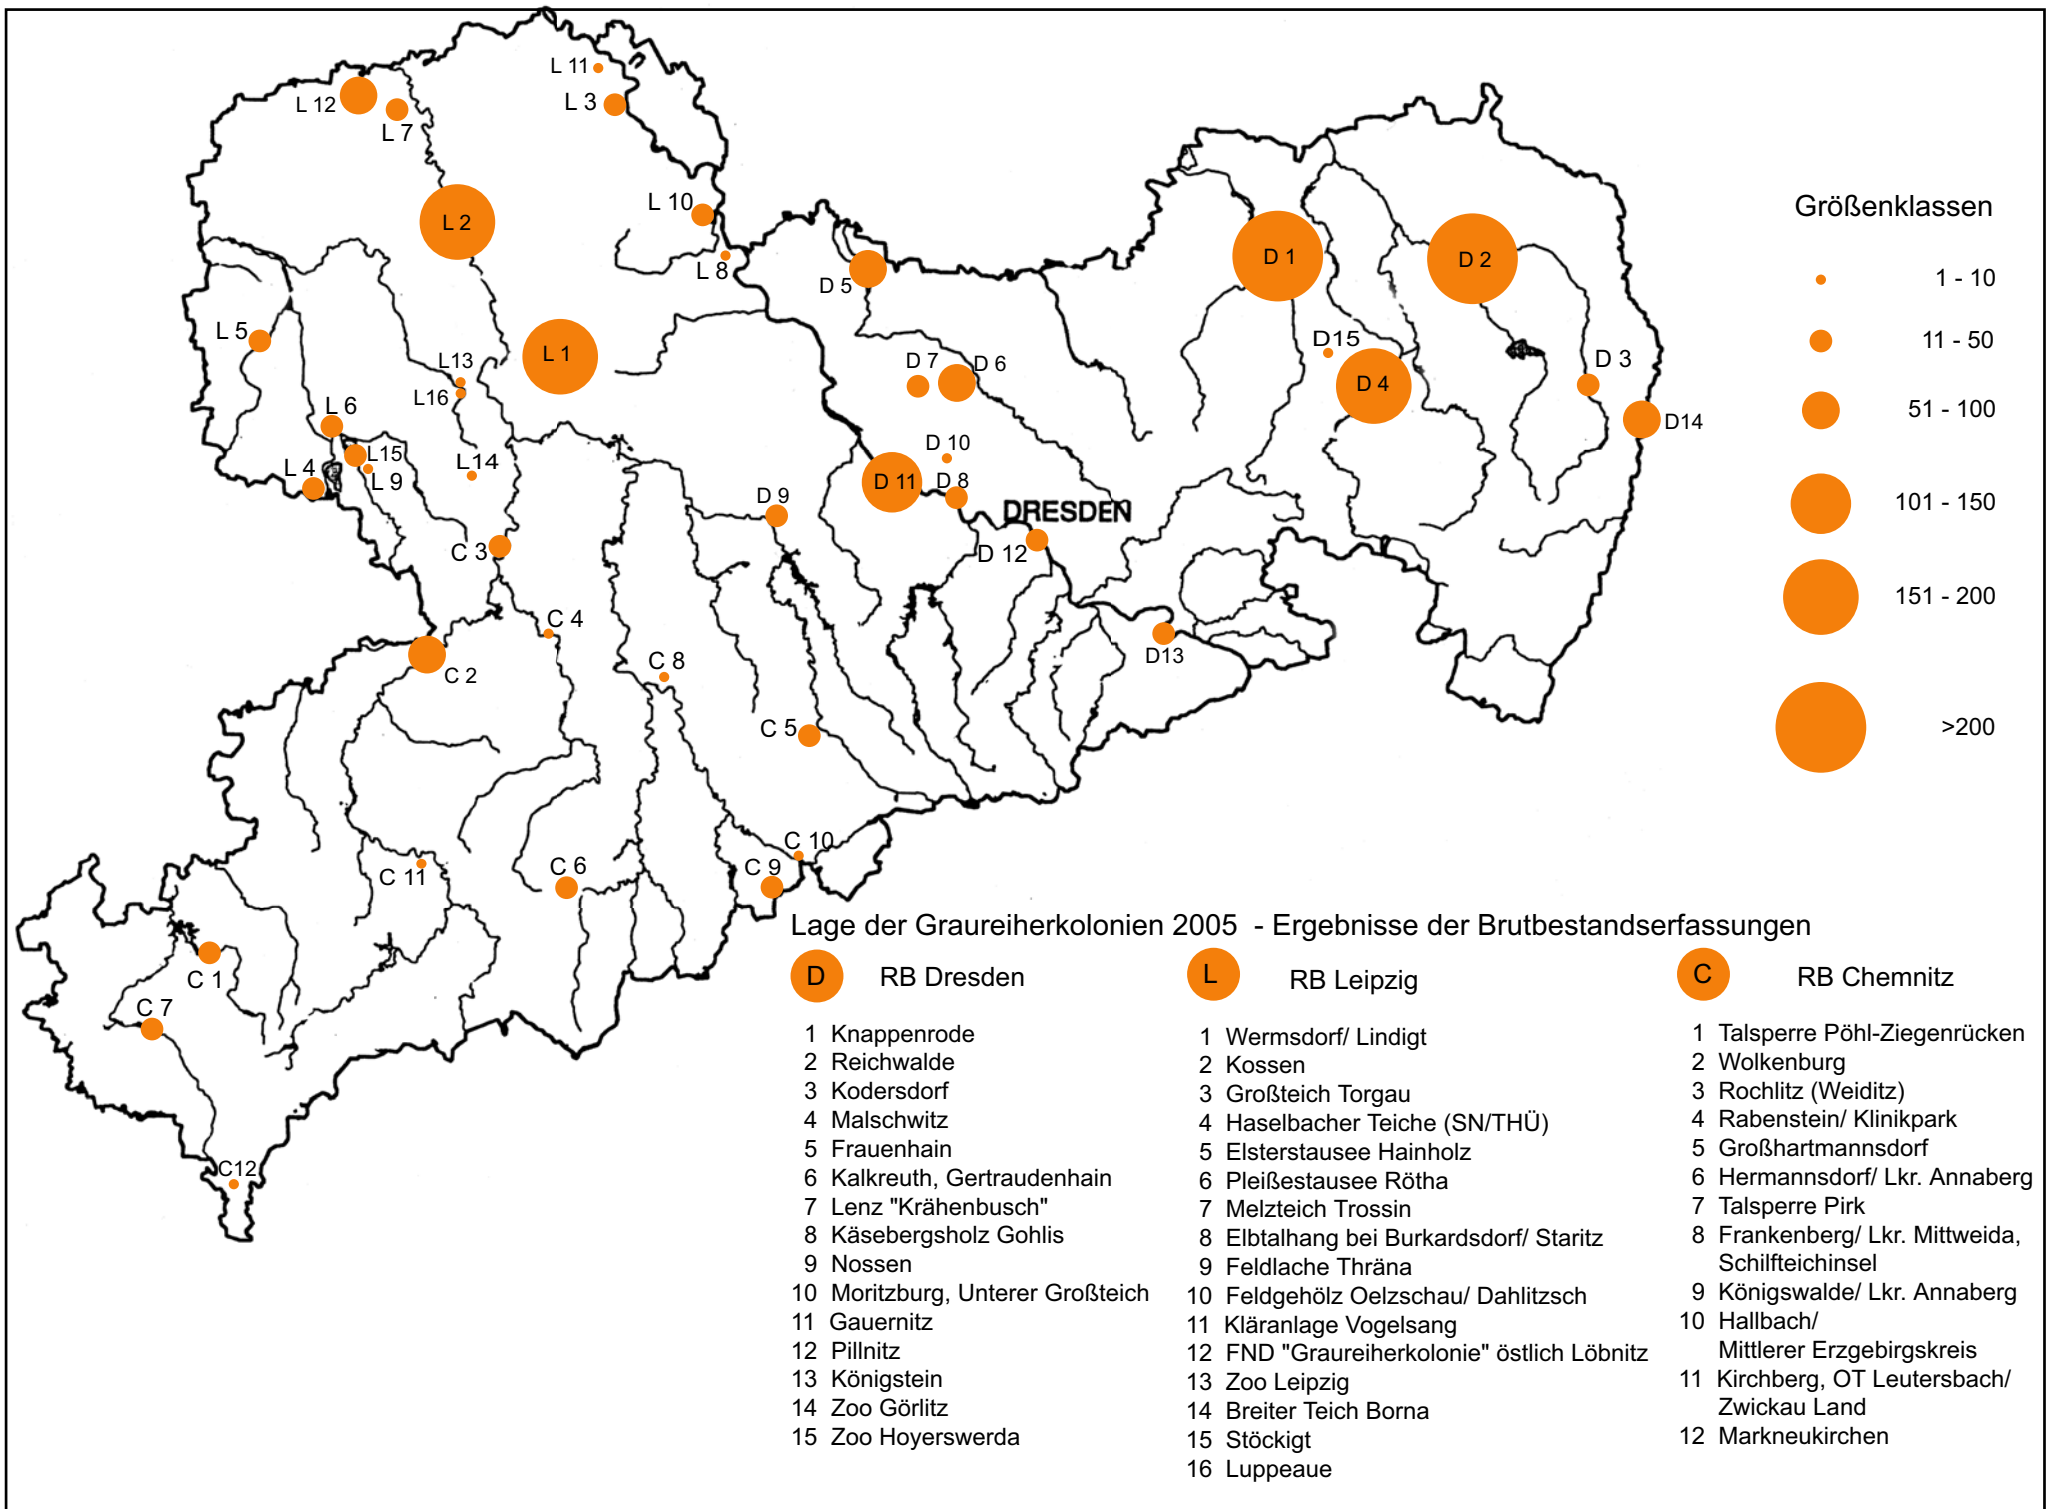 L 11
L 3
L 12
L 7
L 10
L 2
L 8
D 5
D 1
D 2
L 5
L 1
L13
L16
D 7
D 6
D15
D 4
D 3
D14
L 6
L15
L 9
L 4
L14
D 10
D 11
D 8
D 9
DRESDEN
D 12
C 3
C 4
C 2
C 8
D13
C 5
C 10
C 11
C 6
C 9
C 1
C 7
C12
Größenklassen
1 - 10
11 - 50
51 - 100
101 - 150
151 - 200
>200
Lage der Graureiherkolonien 2005 - Ergebnisse der Brutbestandserfassungen
D RB Dresden
1 Knappenrode
2 Reichwalde
3 Kodersdorf
4 Malschwitz
5 Frauenhain
6 Kalkreuth, Gertraudenhain
7 Lenz "Krähenbusch"
8 Käsebergsholz Gohlis
9 Nossen
10 Moritzburg, Unterer Großteich
11 Gauernitz
12 Pillnitz
13 Königstein
14 Zoo Görlitz
15 Zoo Hoyerswerda
L RB Leipzig
1 Wermsdorf/ Lindigt
2 Kossen
3 Großteich Torgau
4 Haselbacher Teiche (SN/THÜ)
5 Elsterstausee Hainholz
6 Pleißestausee Rötha
7 Melzteich Trossin
8 Elbtalhang bei Burkardsdorf/ Staritz
9 Feldlache Thräna
10 Feldgehölz Oelzschau/ Dahlitzsch
11 Kläranlage Vogelsang
12 FND "Graureiherkolonie" östlich Löbnitz
13 Zoo Leipzig
14 Breiter Teich Borna
15 Stöckigt
16 Luppeaue
C RB Chemnitz
1 Talsperre Pöhl-Ziegenrücken
2 Wolkenburg
3 Rochlitz (Weiditz)
4 Rabenstein/ Klinikpark
5 Großhartmannsdorf
6 Hermannsdorf/ Lkr. Annaberg
7 Talsperre Pirk
8 Frankenberg/ Lkr. Mittweida,
Schilfteichinsel
9 Königswalde/ Lkr. Annaberg
10 Hallbach/
Mittlerer Erzgebirgskreis
11 Kirchberg, OT Leutersbach/
Zwickau Land
12 Markneukirchen